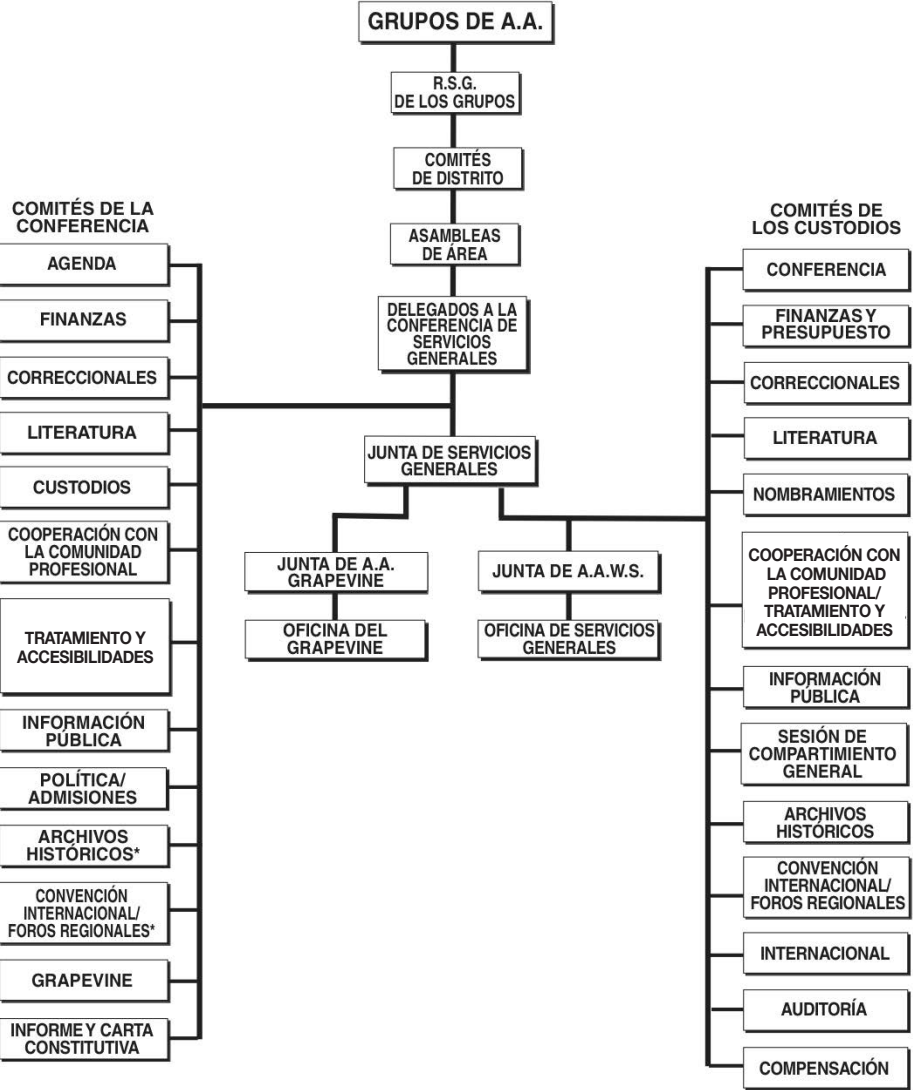 GRUPOS DE A.A.
R.S.G.
DE LOS GRUPOS
COMITÉS
DE DISTRITO
ASAMBLEAS
DE ÁREA
DELEGADOS A LA
CONFERENCIA DE
SERVICIOS
GENERALES
JUNTA DE SERVICIOS
GENERALES
JUNTA DE A.A.
GRAPEVINE
OFICINA DEL
GRAPEVINE
JUNTA DE A.A.W.S.
OFICINA DE SERVICIOS
GENERALES
COMITÉS DE LA
CONFERENCIA
AGENDA
FINANZAS
CORRECCIONALES
LITERATURA
CUSTODIOS
COOPERACIÓN CON
LA COMUNIDAD
PROFESIONAL
TRATAMIENTO Y
ACCESIBILIDADES
INFORMACIÓN
PÚBLICA
POLÍTICA/
ADMISIONES
ARCHIVOS
HISTÓRICOS*
CONVENCIÓN
INTERNACIONAL/
FOROS REGIONALES*
GRAPEVINE
INFORME Y CARTA
CONSTITUTIVA
COMITÉS DE
LOS CUSTODIOS
CONFERENCIA
FINANZAS Y
PRESUPUESTO
CORRECCIONALES
LITERATURA
NOMBRAMIENTOS
COOPERACIÓN CON
LA COMUNIDAD
PROFESIONAL/
TRATAMIENTO Y
ACCESIBILIDADES
INFORMACIÓN
PÚBLICA
SESIÓN DE
COMPARTIMIENTO
GENERAL
ARCHIVOS
HISTÓRICOS
CONVENCIÓN
INTERNACIONAL/
FOROS REGIONALES
INTERNACIONAL
AUDITORÍA
COMPENSACIÓN